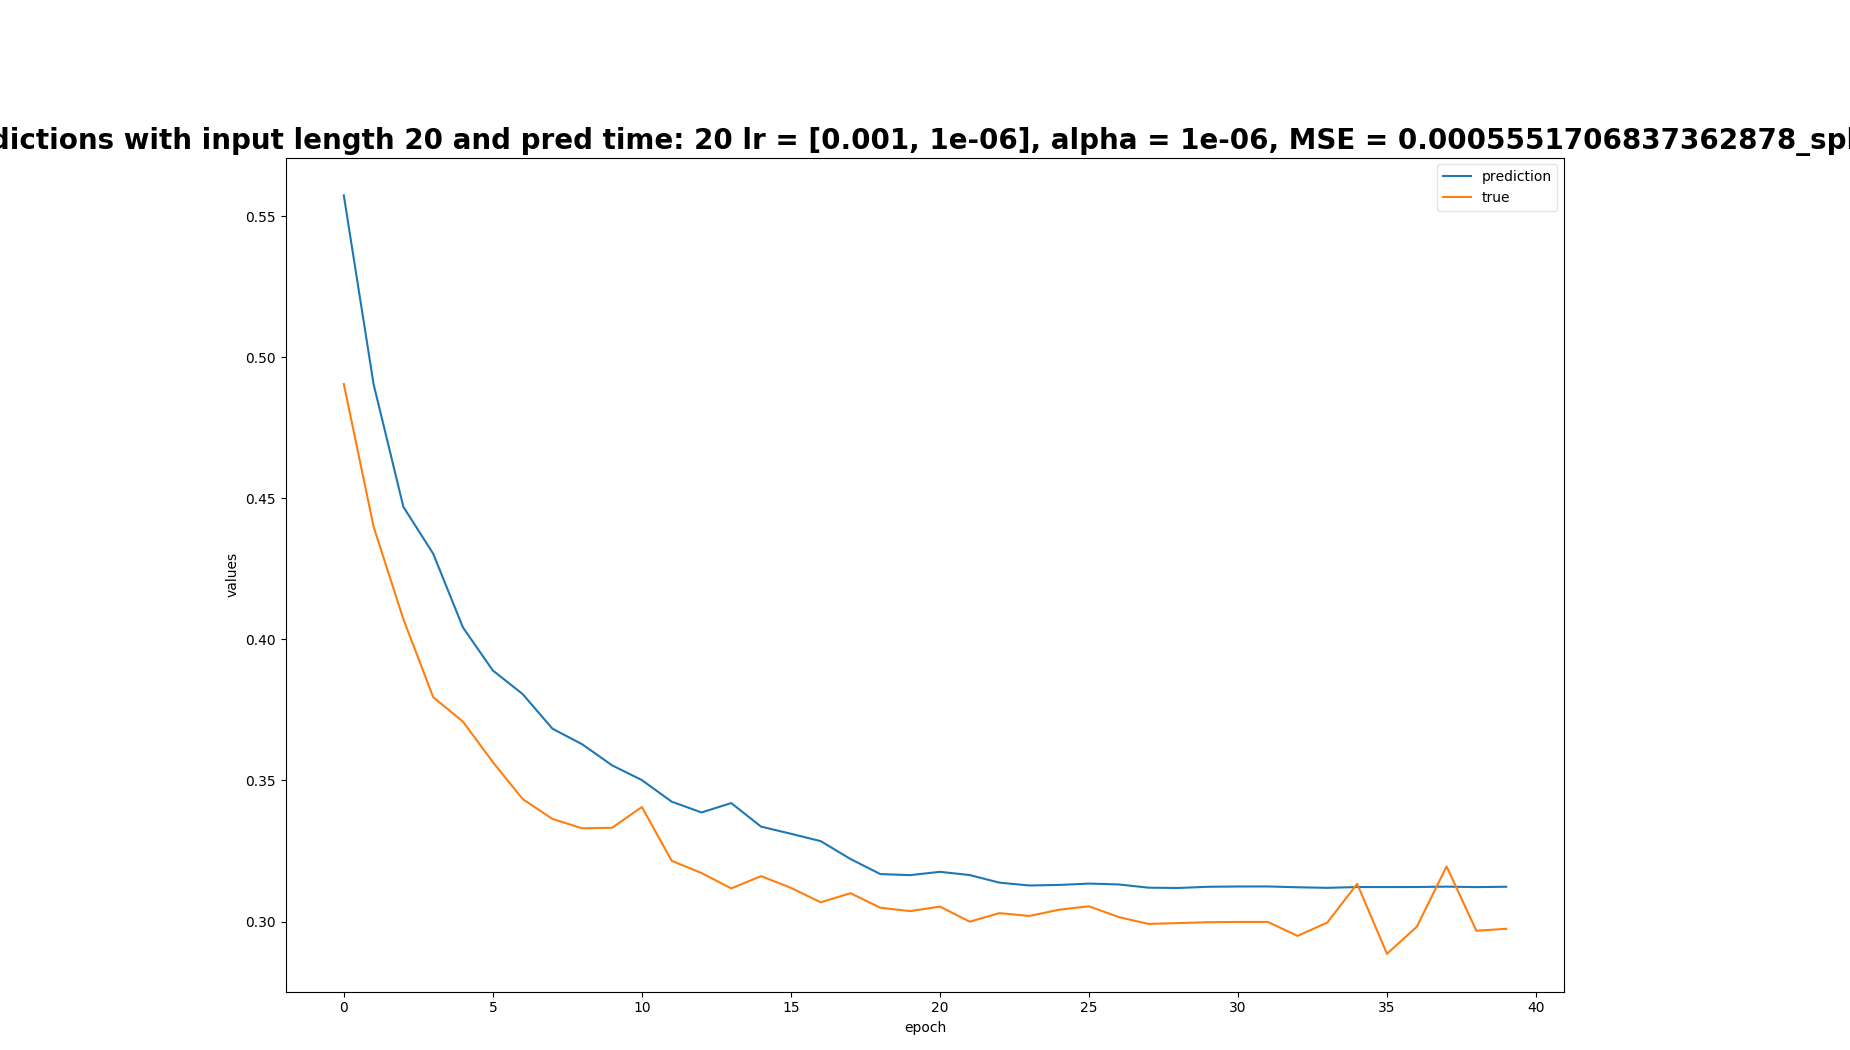 dictions with input length 20 and pred time: 20 lr = [0.001, 1e-06], alpha = 1e-06, MSE = 0.0005551706837362878_spl
prediction
true
0.55
0.50
0.45
0.40
0.35
0.30
values
0 5 10 15 20 25 30 35 40
epoch